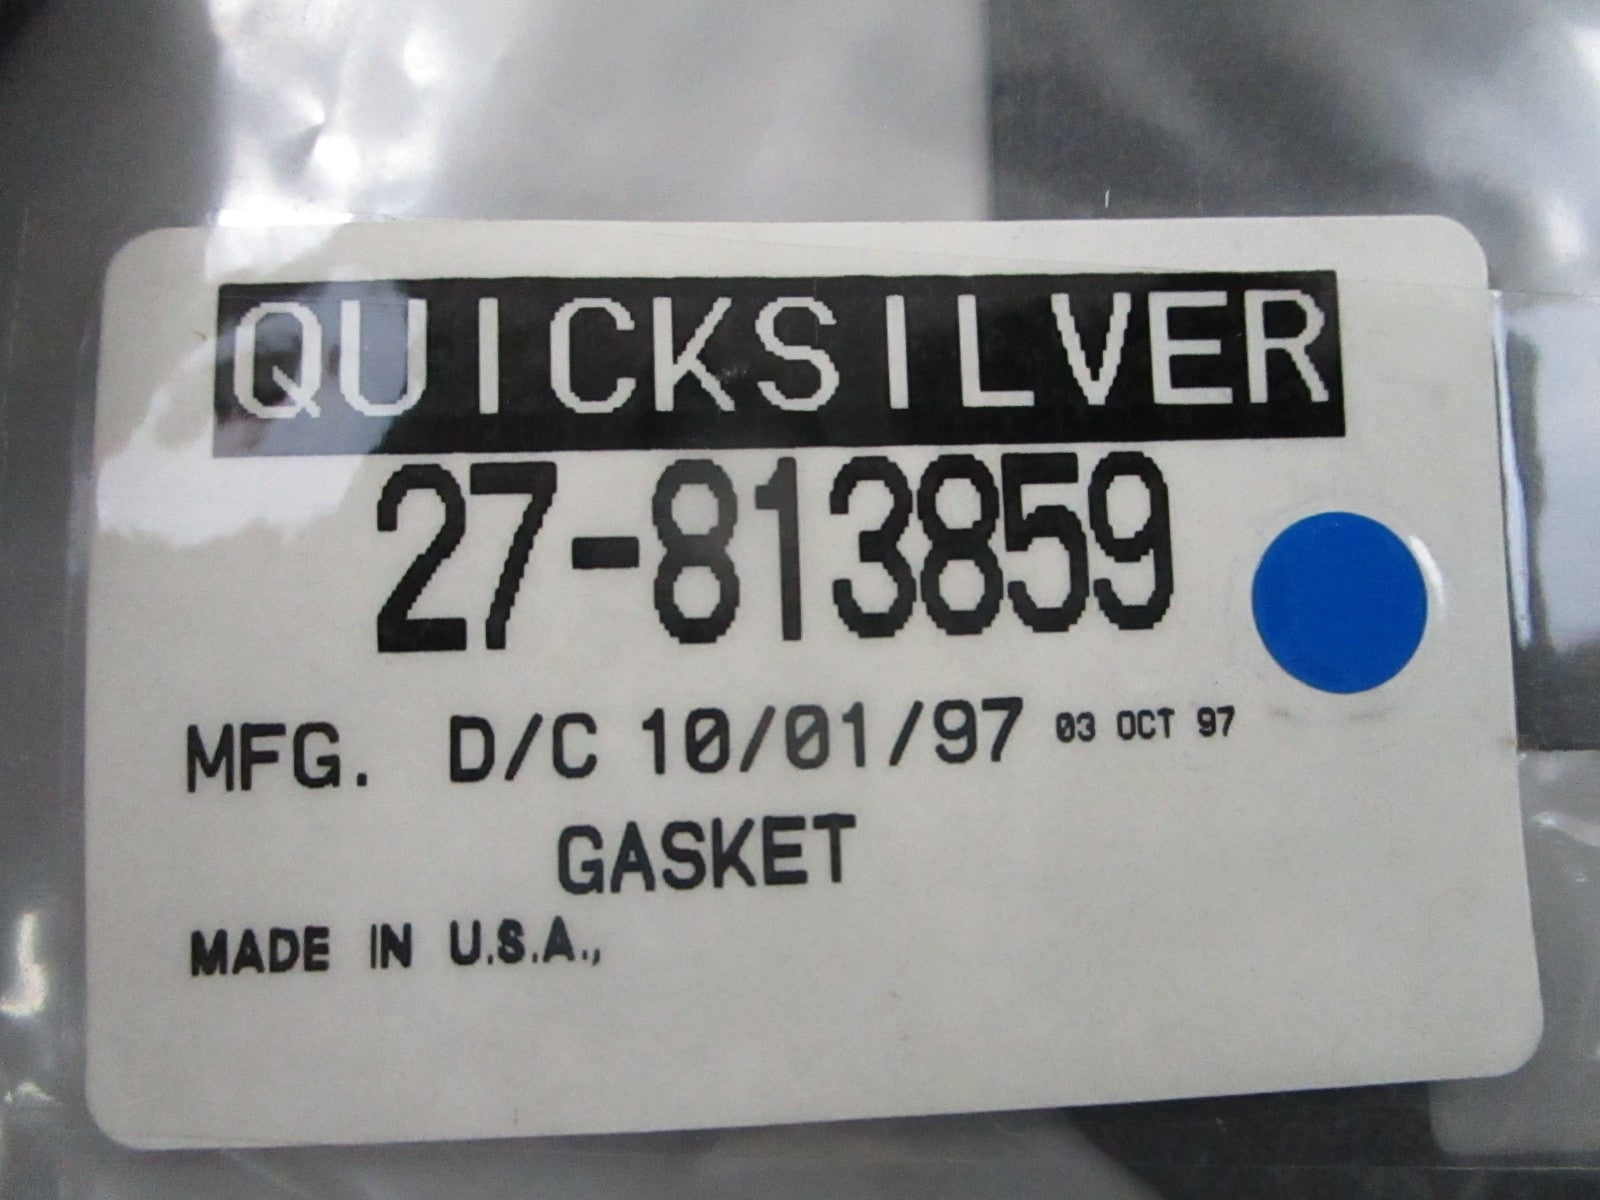 QUICKSILVER
27-813859
MFG. D/C 10/01/97 03 OCT 97
GASKET
MADE IN U.S.A.,